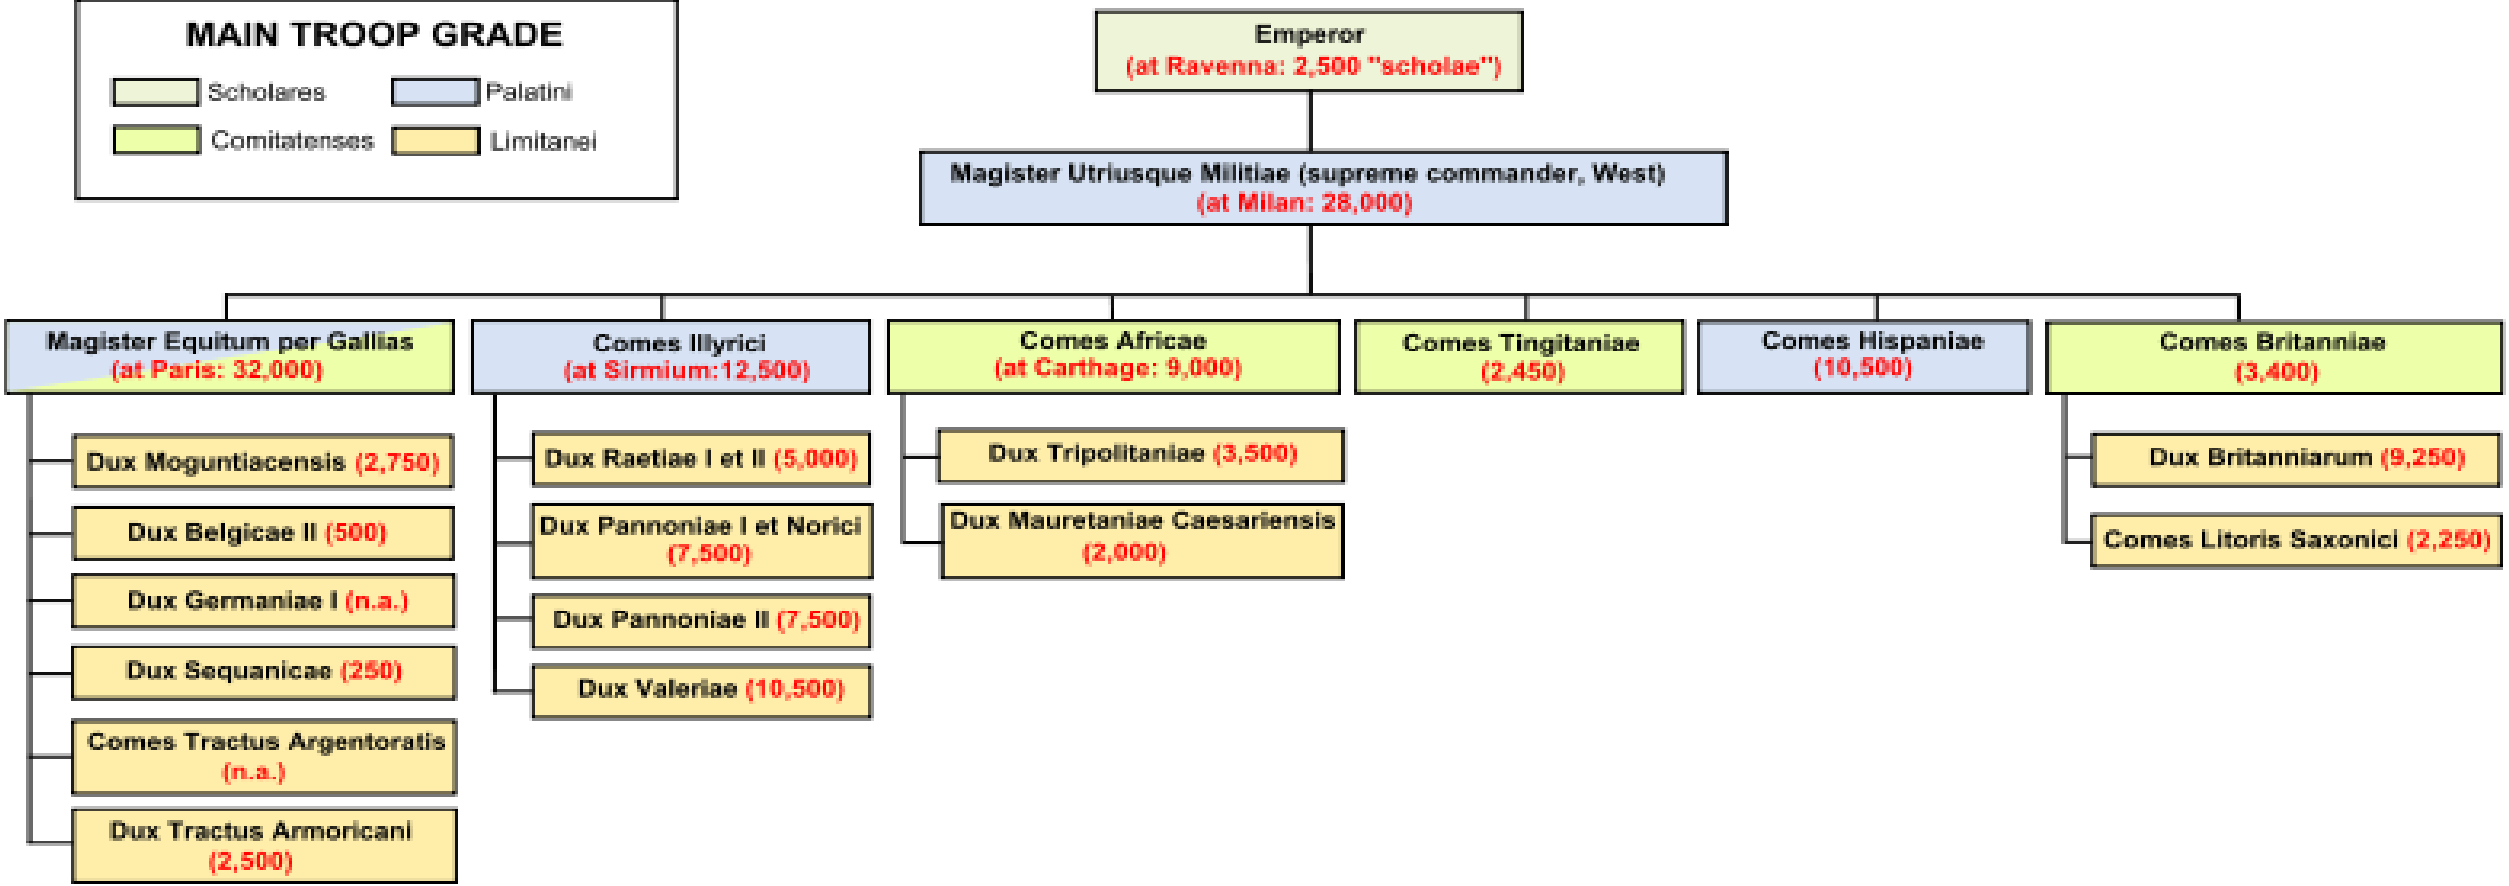 MAIN TROOP GRADE
Scholares
Palatini
Comitatenses
Limitanei
Emperor
(at Ravenna: 2,500 "scholae")
Magister Utriusque Militiae (supreme commander, West)
(at Milan: 28,000)
Magister Equitum per Gallias
(at Paris: 32,000)
Comes Illyrici
(at Sirmium:12,500)
Comes Africae
(at Carthage: 9,000)
Comes Tingitaniae
(2,450)
Comes Hispaniae
(10,500)
Comes Britanniae
(3,400)
Dux Moguntiacensis (2,750)
Dux Belgicae II (500)
Dux Germaniae I (n.a.)
Dux Sequanicae (250)
Comes Tractus Argentoratis
(n.a.)
Dux Tractus Armoricani
(2,500)
Dux Raetiae I et II (5,000)
Dux Pannoniae I et Norici
(7,500)
Dux Pannoniae II (7,500)
Dux Valeriae (10,500)
Dux Tripolitaniae (3,500)
Dux Mauretaniae Caesariensis
(2,000)
Dux Britanniarum (9,250)
Comes Litoris Saxonici (2,250)